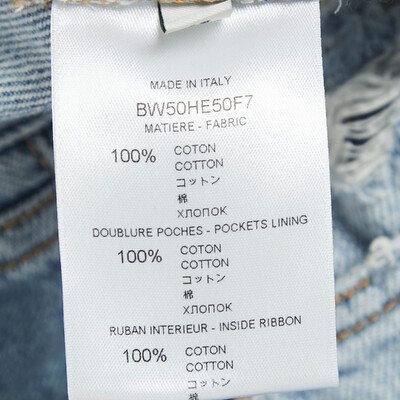 MADE IN ITALY
BW50HE50F7
MATIERE - FABRIC
100% COTON
COTTON
コットン
棉
ХЛОПОК
DOUBLURE POCHES - POCKETS LINING
100% COTON
COTTON
コットン
棉
ХЛОПОК
RUBAN INTERIEUR - INSIDE RIBBON
100% COTON
COTTON
コットン
棉